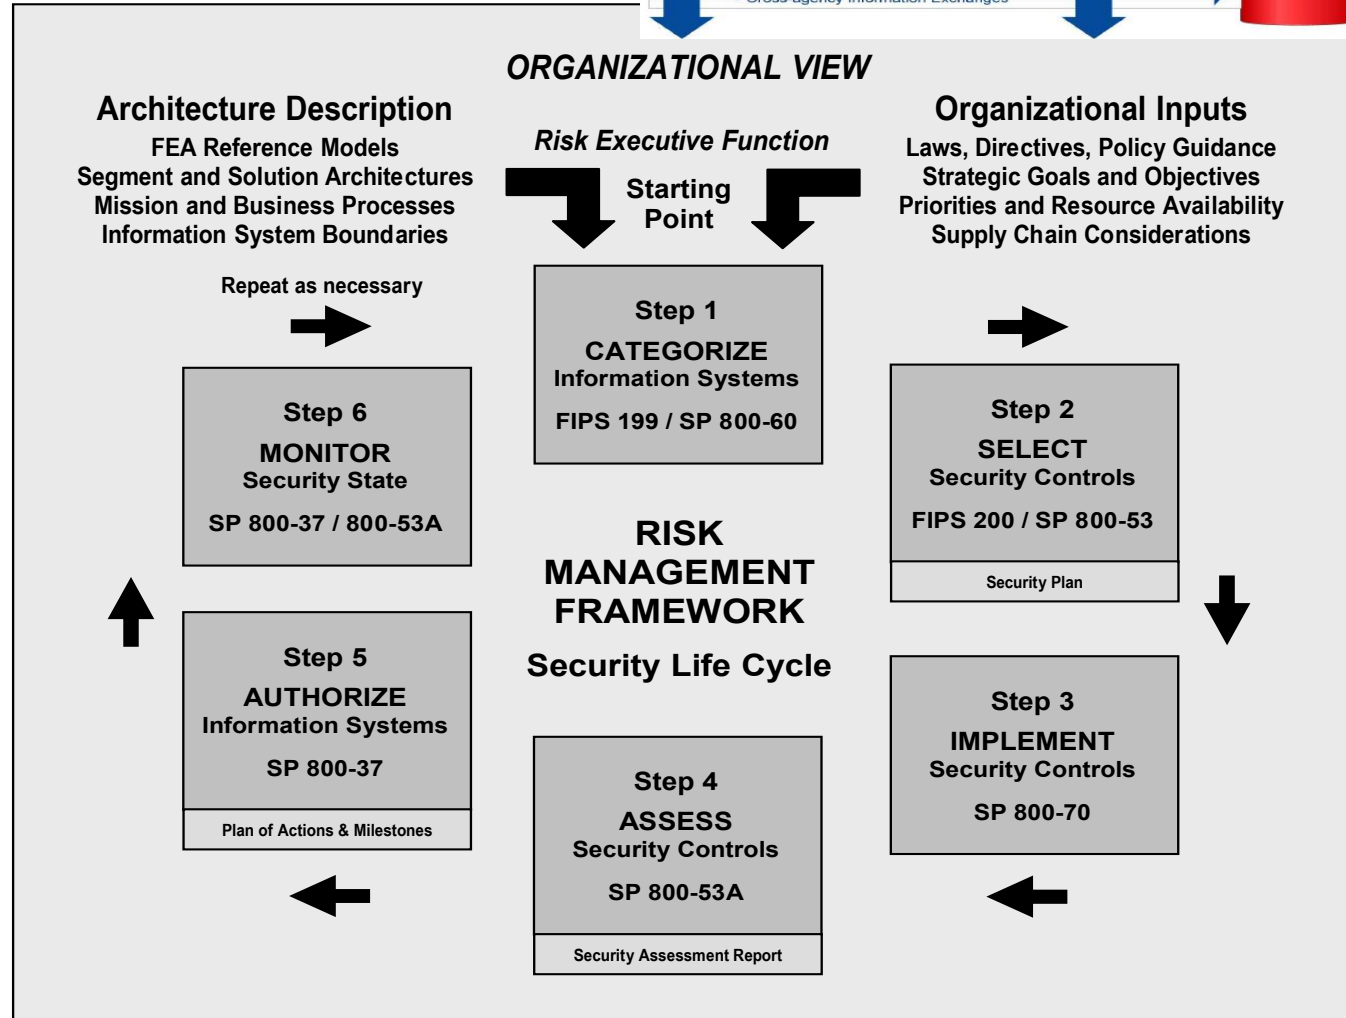 - Cross-agency Information Exchanges
ORGANIZATIONAL VIEW
Architecture Description
FEA Reference Models
Segment and Solution Architectures
Mission and Business Processes
Information System Boundaries
Risk Executive Function
Starting
Point
Organizational Inputs
Laws, Directives, Policy Guidance
Strategic Goals and Objectives
Priorities and Resource Availability
Supply Chain Considerations
Repeat as necessary
Step 1
CATEGORIZE
Information Systems
FIPS 199 / SP 800-60
Step 2
SELECT
Security Controls
FIPS 200 / SP 800-53
Security Plan
Step 3
IMPLEMENT
Security Controls
SP 800-70
Step 4
ASSESS
Security Controls
SP 800-53A
Security Assessment Report
Step 5
AUTHORIZE
Information Systems
SP 800-37
Plan of Actions & Milestones
Step 6
MONITOR
Security State
SP 800-37 / 800-53A
RISK
MANAGEMENT
FRAMEWORK
Security Life Cycle